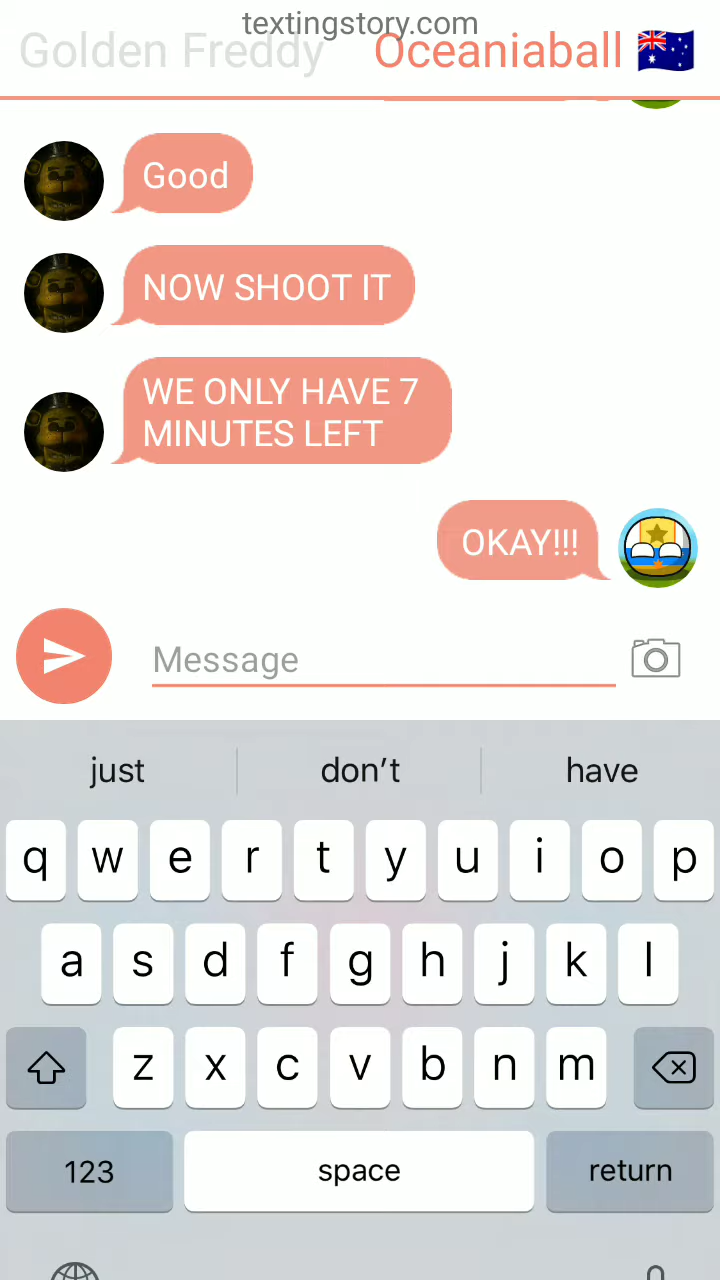 textingstory.com
Golden Freddy Oceaniaball 🇦🇺
Good
NOW SHOOT IT
WE ONLY HAVE 7
MINUTES LEFT
OKAY!!!
Message
just don't have
q w e r t y u i o p
a s d f g h j k l
z x c v b n m
123 space return